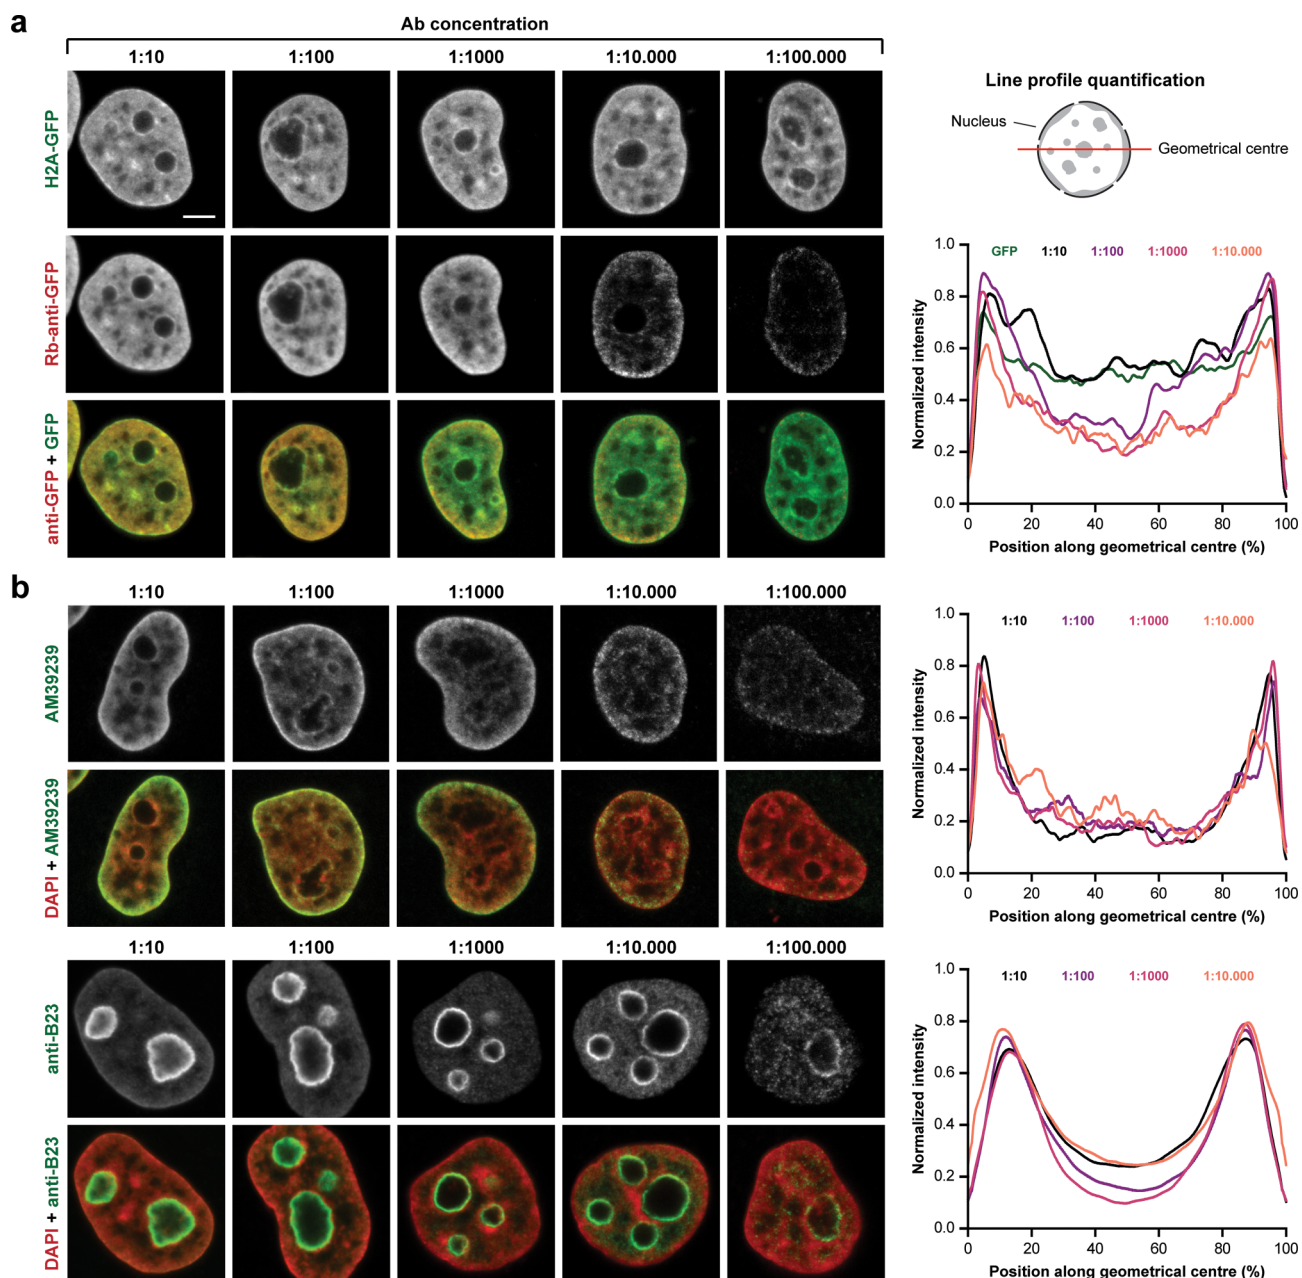 a
Ab concentration
1:10 1:100 1:1000 1:10.000 1:100.000
H2A-GFP
Rb-anti-GFP
anti-GFP + GFP
Line profile quantification
Nucleus
Geometrical centre
GFP 1:10 1:100 1:1000 1:10.000
Normalized intensity
1.0
0.8
0.6
0.4
0.2
0.0
0 20 40 60 80 100
Position along geometrical centre (%)
b
1:10 1:100 1:1000 1:10.000 1:100.000
AM39239
DAPI + AM39239
1:10 1:100 1:1000 1:10.000
Normalized intensity
1.0
0.8
0.6
0.4
0.2
0.0
0 20 40 60 80 100
Position along geometrical centre (%)
1:10 1:100 1:1000 1:10.000 1:100.000
anti-B23
DAPI + anti-B23
1:10 1:100 1:1000 1:10.000
Normalized intensity
1.0
0.8
0.6
0.4
0.2
0.0
0 20 40 60 80 100
Position along geometrical centre (%)